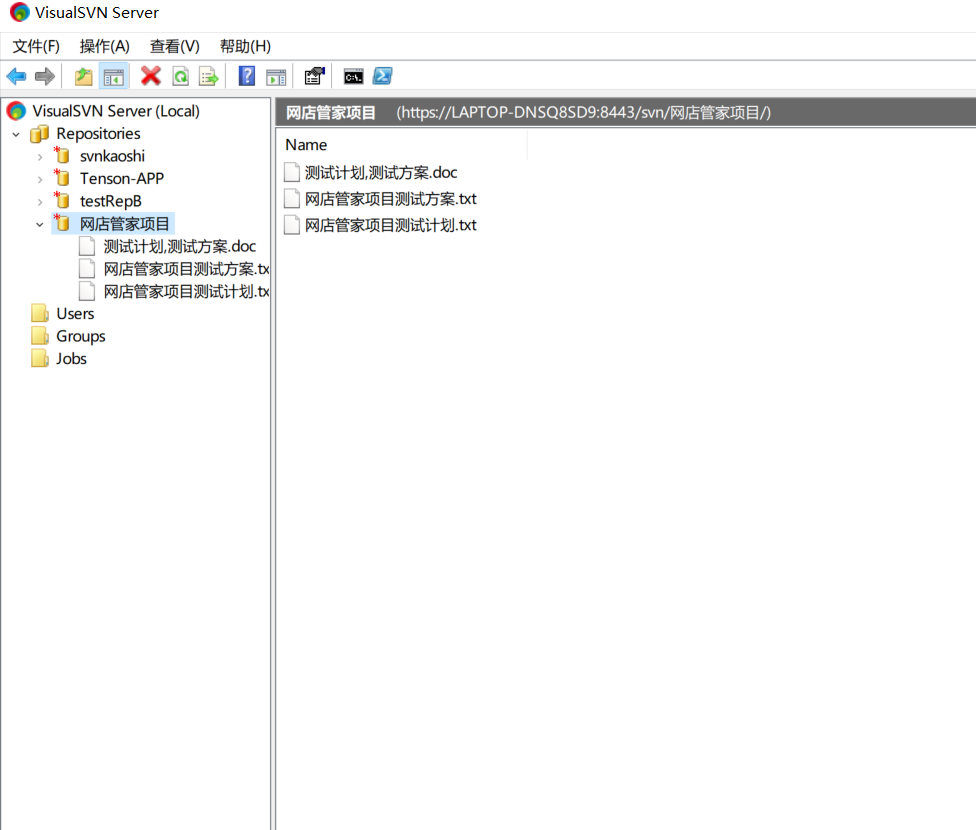 VisualSVN Server
文件(F) 操作(A) 查看(V) 帮助(H)
VisualSVN Server (Local)
Repositories
svnkaoshi
Tenson-APP
testRepB
网店管家项目
测试计划,测试方案.doc
网店管家项目测试方案.tx
网店管家项目测试计划.tx
Users
Groups
Jobs
网店管家项目 (https://LAPTOP-DNSQ8SD9:8443/svn/网店管家项目/)
Name
测试计划,测试方案.doc
网店管家项目测试方案.txt
网店管家项目测试计划.txt